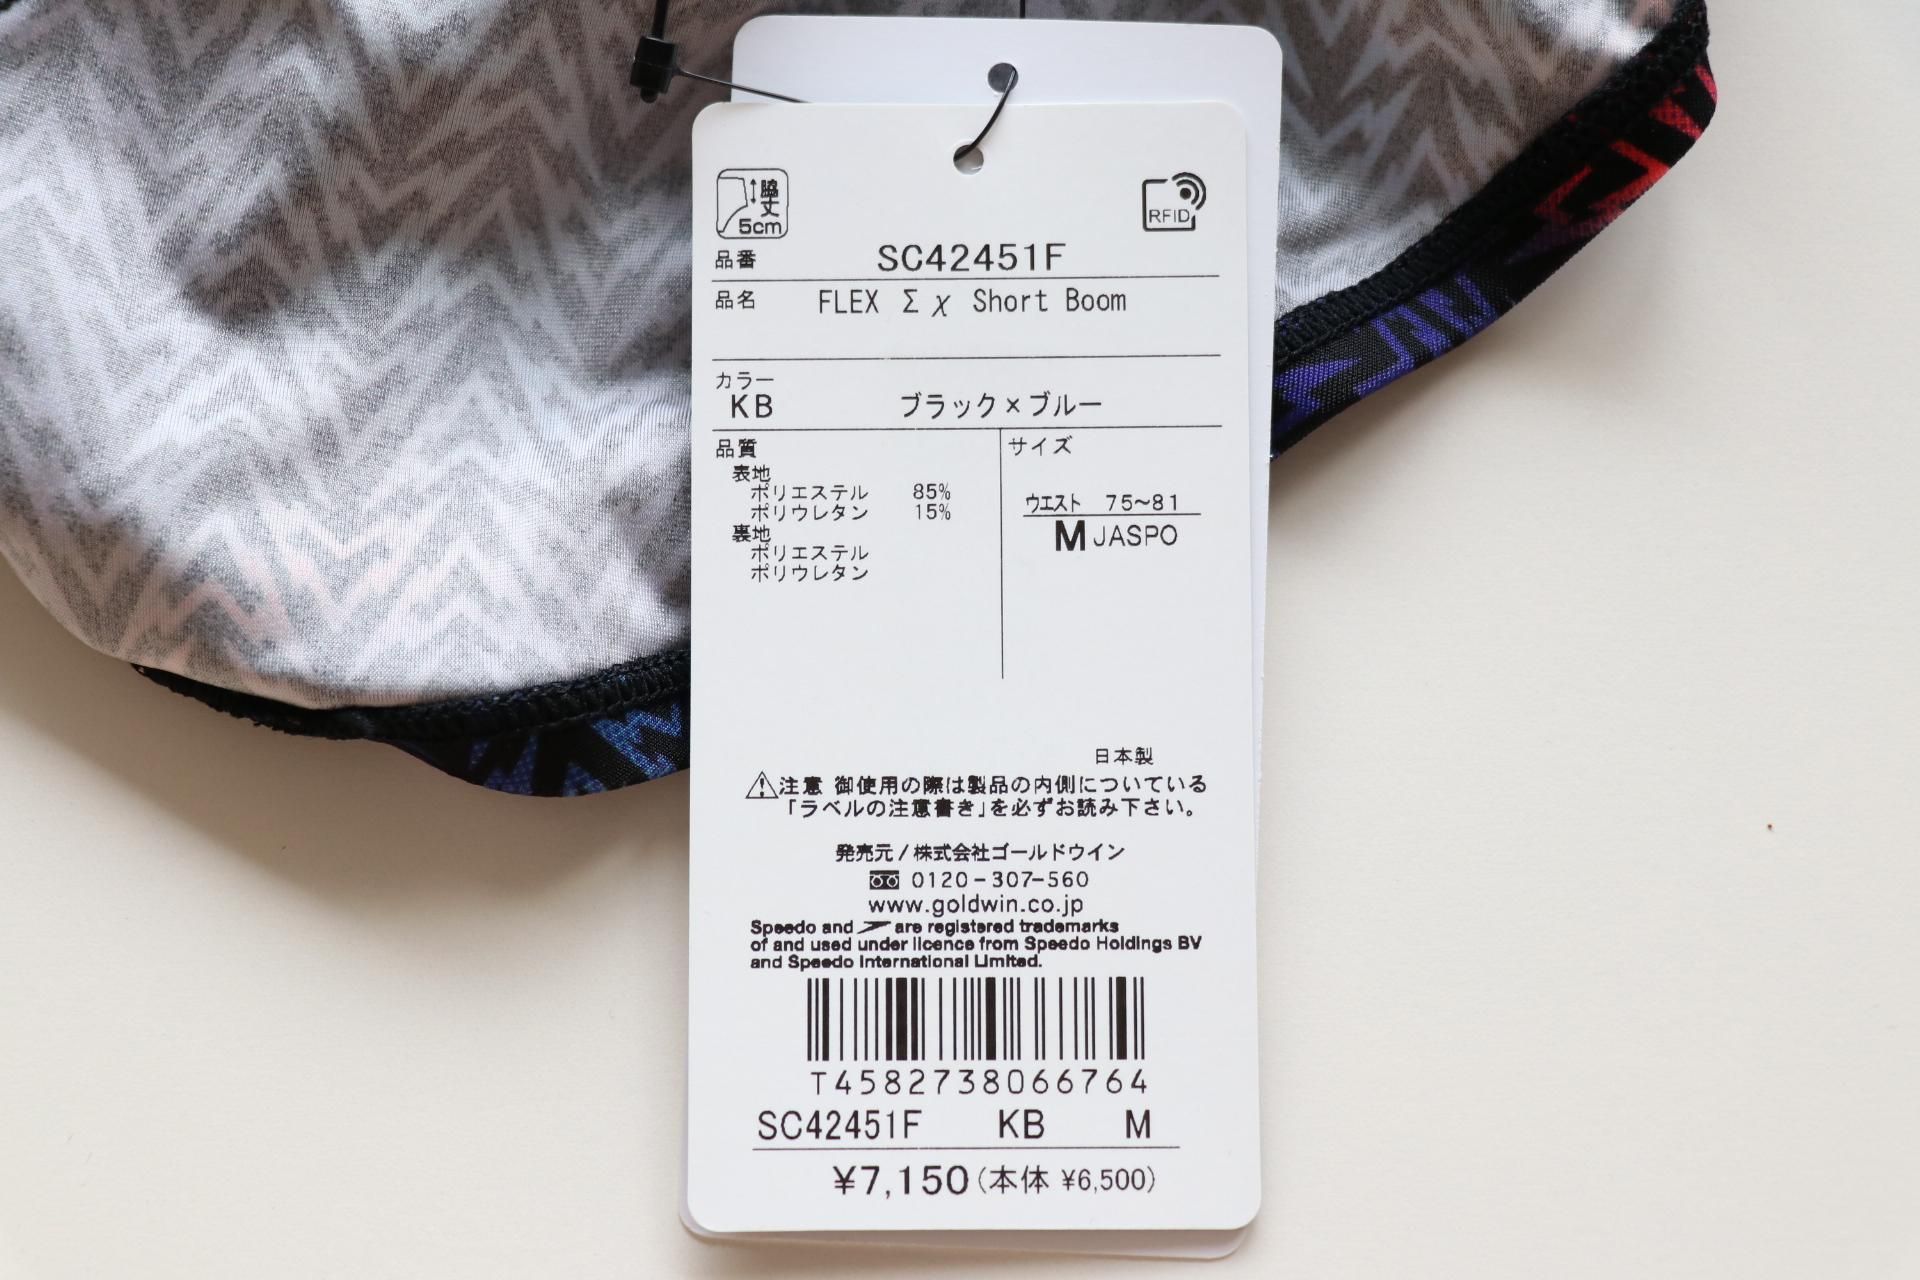 脇丈
5cm
RFID
品番 SC42451F
品名 FLEX Σχ Short Boom
カラー
KB ブラック×ブルー
品質
表地
ポリエステル 85%
ポリウレタン 15%
裏地
ポリエステル
ポリウレタン
サイズ
ウエスト 75~81
M JASPO
日本製
⚠注意 御使用の際は製品の内側についている
「ラベルの注意書き」を必ずお読み下さい。
発売元/株式会社ゴールドウイン
0120-307-560
www.goldwin.co.jp
Speedo and are registered trademarks
of and used under licence from Speedo Holdings BV
and Speedo International Limited.
T4582738066764
SC42451F KB M
¥7,150(本体 ¥6,500)